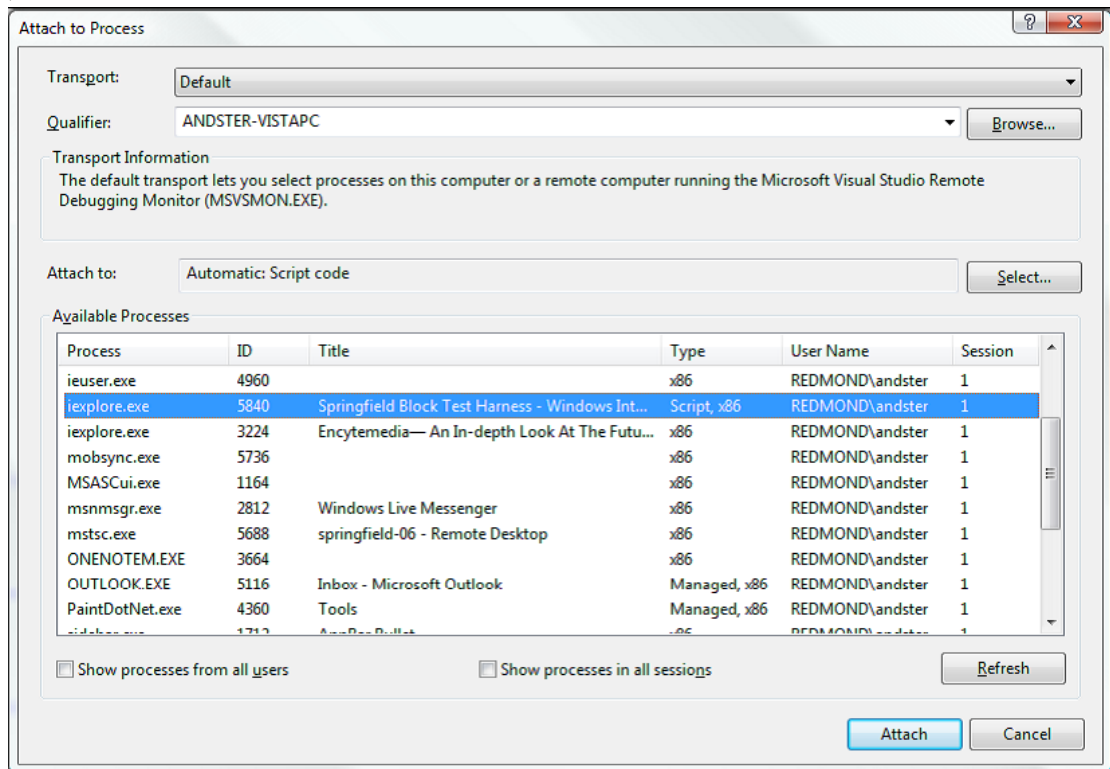 Attach to Process
Transport: Default
Qualifier: ANDSTER-VISTAPC Browse...
Transport Information
The default transport lets you select processes on this computer or a remote computer running the Microsoft Visual Studio Remote
Debugging Monitor (MSVSMON.EXE).
Attach to: Automatic: Script code Select...
Available Processes
Process ID Title Type User Name Session
ieuser.exe 4960 x86 REDMOND\andster 1
iexplore.exe 5840 Springfield Block Test Harness - Windows Int... Script, x86 REDMOND\andster 1
iexplore.exe 3224 Encytemedia— An In-depth Look At The Futu... x86 REDMOND\andster 1
mobsync.exe 5736 x86 REDMOND\andster 1
MSASCui.exe 1164 x86 REDMOND\andster 1
msnmsgr.exe 2812 Windows Live Messenger x86 REDMOND\andster 1
mstsc.exe 5688 springfield-06 - Remote Desktop x86 REDMOND\andster 1
ONENOTEM.EXE 3664 x86 REDMOND\andster 1
OUTLOOK.EXE 5116 Inbox - Microsoft Outlook Managed, x86 REDMOND\andster 1
PaintDotNet.exe 4360 Tools Managed, x86 REDMOND\andster 1
sidebar.exe 1712 x86 REDMOND\andster 1
Show processes from all users Show processes in all sessions Refresh
Attach Cancel